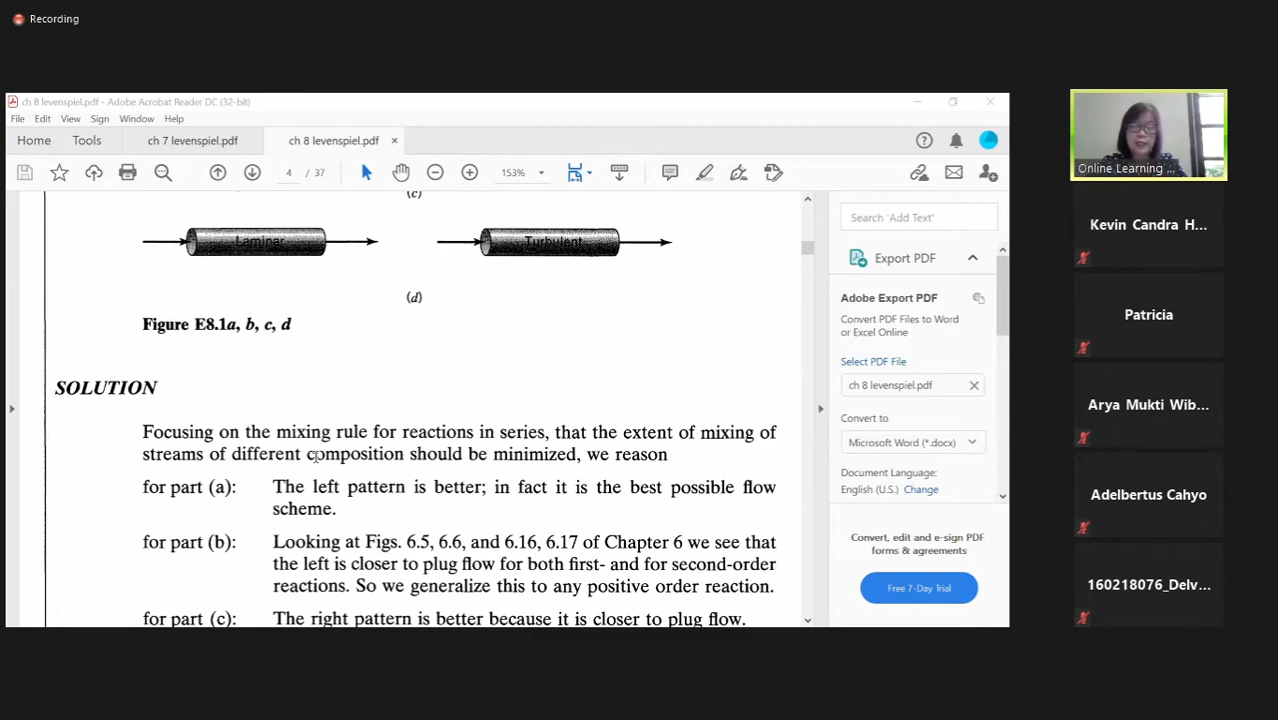 Recording
ch 8 levenspiel.pdf - Adobe Acrobat Reader DC (32-bit)
File Edit View Sign Window Help
Home Tools ch 7 levenspiel.pdf ch 8 levenspiel.pdf ×
4 / 37 153%
(c)
Laminar Turbulent
(d)
Figure E8.1a, b, c, d
SOLUTION
Focusing on the mixing rule for reactions in series, that the extent of mixing of
streams of different composition should be minimized, we reason
for part (a): The left pattern is better; in fact it is the best possible flow
scheme.
for part (b): Looking at Figs. 6.5, 6.6, and 6.16, 6.17 of Chapter 6 we see that
the left is closer to plug flow for both first- and for second-order
reactions. So we generalize this to any positive order reaction.
for part (c): The right pattern is better because it is closer to plug flow.
Search 'Add Text'
Export PDF
Adobe Export PDF
Convert PDF Files to Word
or Excel Online
Select PDF File
ch 8 levenspiel.pdf
Convert to
Microsoft Word (*.docx)
Document Language:
English (U.S.) Change
Convert, edit and e-sign PDF
forms & agreements
Free 7-Day Trial
Online Learning ...
Kevin Candra H...
Patricia
Arya Mukti Wib...
Adelbertus Cahyo
160218076_Delv...